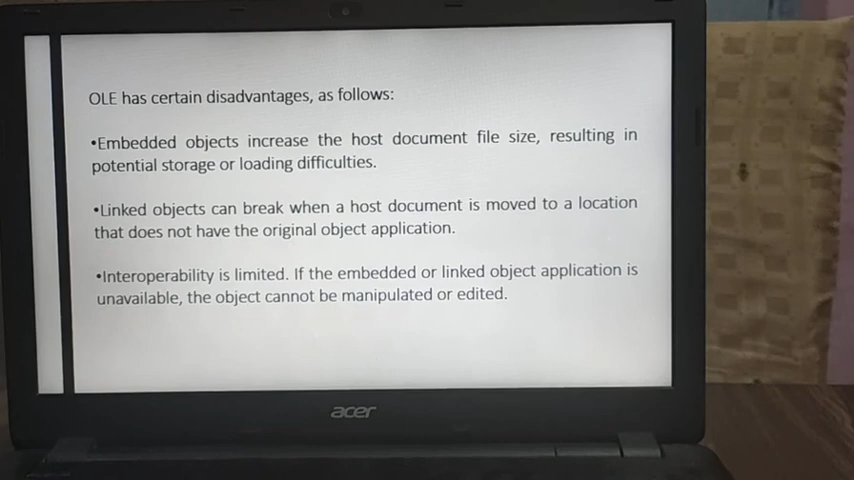 OLE has certain disadvantages, as follows:
•Embedded objects increase the host document file size, resulting in
potential storage or loading difficulties.
•Linked objects can break when a host document is moved to a location
that does not have the original object application.
•Interoperability is limited. If the embedded or linked object application is
unavailable, the object cannot be manipulated or edited.
acer